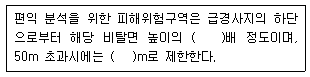 편익 분석을 위한 피해위험구역은 급경사지의 하단
으로부터 해당 비탈면 높이의 (    )배 정도이며,
50m 초과시에는 (    )m로 제한한다.